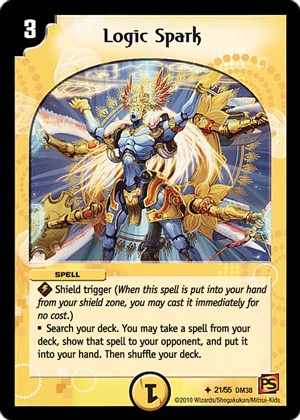 3
Logic Spark
SPELL
Shield trigger (When this spell is put into your hand
from your shield zone, you may cast it immediately for
no cost.)
▪ Search your deck. You may take a spell from your
deck, show that spell to your opponent, and put it
into your hand. Then shuffle your deck.
1
✦ 21/55 DM38
PS
©2010 Wizards/Shogakukan/Mitsui-Kids